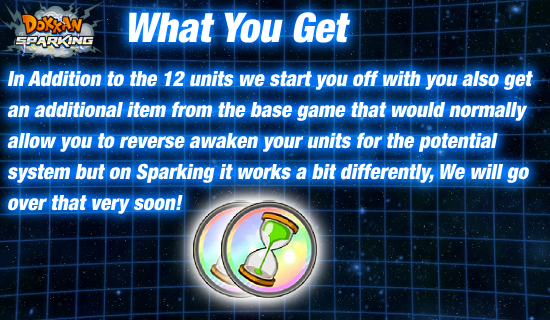 DOKKAN
SPARKING
What You Get
In Addition to the 12 units we start you off with you also get
an additional item from the base game that would normally
allow you to reverse awaken your units for the potential
system but on Sparking it works a bit differently, We will go
over that very soon!